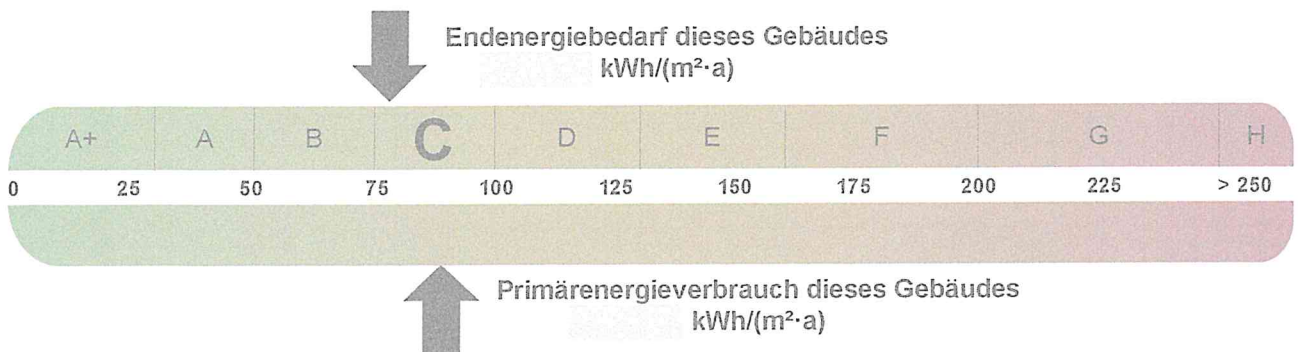 Endenergiebedarf dieses Gebäudes
kWh/(m²·a)
A+ A B C D E F G H
0 25 50 75 100 125 150 175 200 225 > 250
Primärenergieverbrauch dieses Gebäudes
kWh/(m²·a)